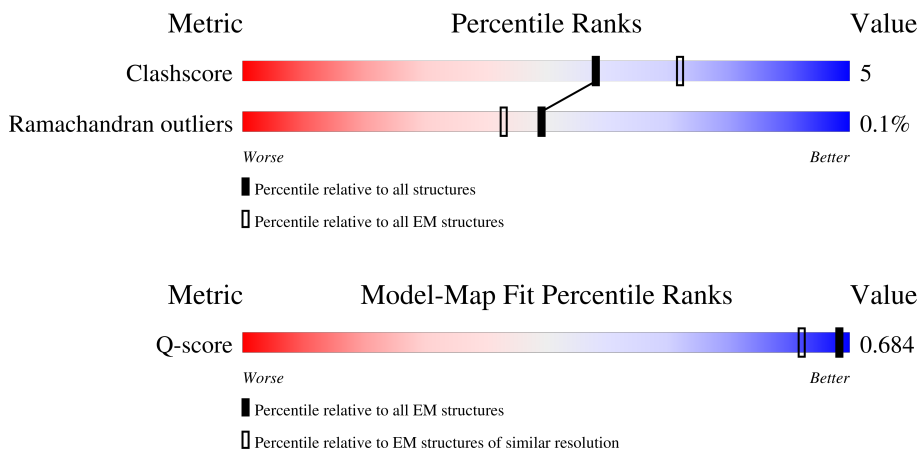 Metric Percentile Ranks Value
Clashscore 5
Ramachandran outliers 0.1%
Worse Better
Percentile relative to all structures
Percentile relative to all EM structures
Metric Model-Map Fit Percentile Ranks Value
Q-score 0.684
Worse Better
Percentile relative to all EM structures
Percentile relative to EM structures of similar resolution